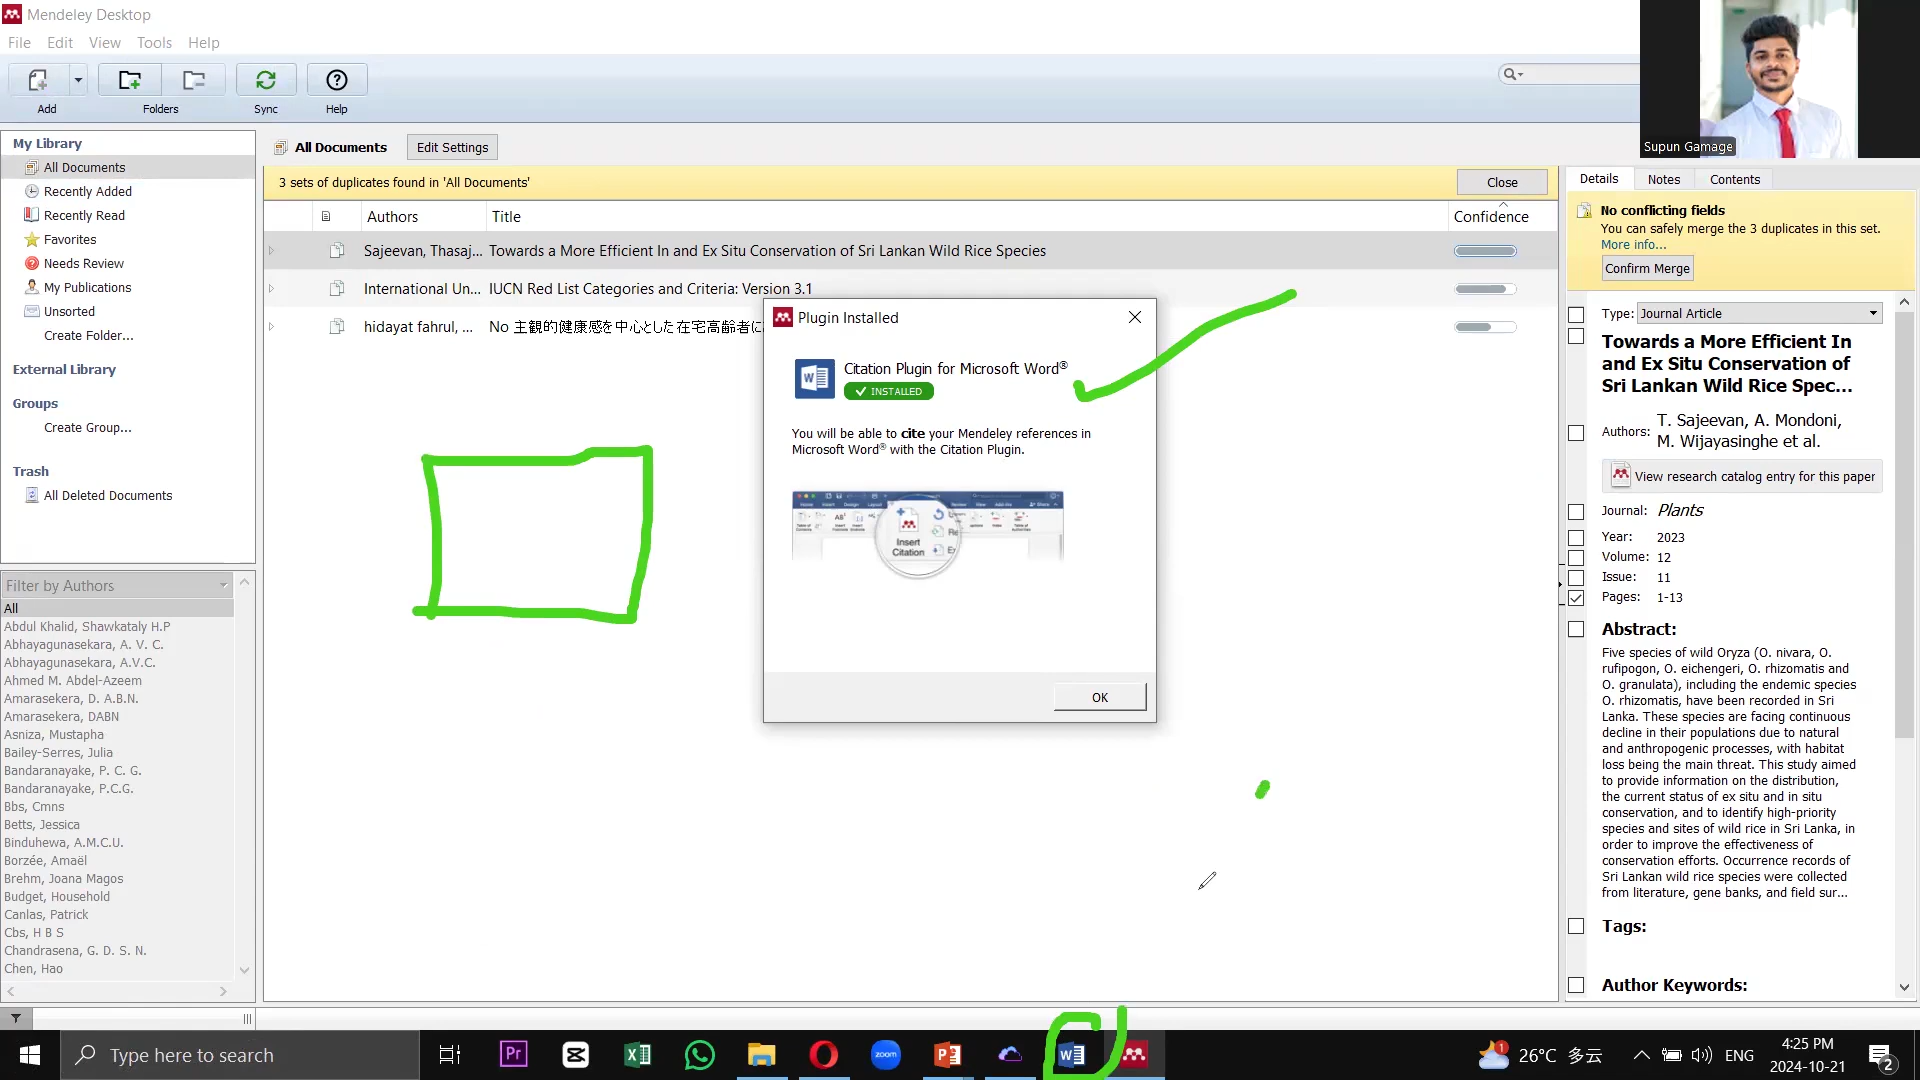 Mendeley Desktop
File Edit View Tools Help
Add Folders Sync Help
Supun Gamage
My Library
All Documents
Recently Added
Recently Read
Favorites
Needs Review
My Publications
Unsorted
Create Folder...
External Library
Groups
Create Group...
Trash
All Deleted Documents
Filter by Authors
All
Abdul Khalid, Shawkataly H.P
Abhayagunasekara, A. V. C.
Abhayagunasekara, A.V.C.
Ahmed M. Abdel-Azeem
Amarasekera, D. A.B.N.
Amarasekera, DABN
Asniza, Mustapha
Bailey-Serres, Julia
Bandaranayake, P. C. G.
Bandaranayake, P.C.G.
Bbs, Cmns
Betts, Jessica
Binduhewa, A.M.C.U.
Borzée, Amaël
Brehm, Joana Magos
Budget, Household
Canlas, Patrick
Cbs, H B S
Chandrasena, G. D. S. N.
Chen, Hao
All Documents Edit Settings
3 sets of duplicates found in 'All Documents' Close
Authors Title Confidence
Sajeevan, Thasaj... Towards a More Efficient In and Ex Situ Conservation of Sri Lankan Wild Rice Species
International Un... IUCN Red List Categories and Criteria: Version 3.1
hidayat fahrul, ... No 主観的健康感を中心とした在宅高齢者に
Plugin Installed
Citation Plugin for Microsoft Word®
INSTALLED
You will be able to cite your Mendeley references in
Microsoft Word® with the Citation Plugin.
Insert
Citation
OK
Details Notes Contents
No conflicting fields
You can safely merge the 3 duplicates in this set.
More info...
Confirm Merge
Type: Journal Article
Towards a More Efficient In
and Ex Situ Conservation of
Sri Lankan Wild Rice Spec...
Authors: T. Sajeevan, A. Mondoni,
M. Wijayasinghe et al.
View research catalog entry for this paper
Journal: Plants
Year: 2023
Volume: 12
Issue: 11
Pages: 1-13
Abstract:
Five species of wild Oryza (O. nivara, O.
rufipogon, O. eichengeri, O. rhizomatis and
O. granulata), including the endemic species
O. rhizomatis, have been recorded in Sri
Lanka. These species are facing continuous
decline in their populations due to natural
and anthropogenic processes, with habitat
loss being the main threat. This study aimed
to provide information on the distribution,
the current status of ex situ and in situ
conservation, and to identify high-priority
species and sites of wild rice in Sri Lanka, in
order to improve the effectiveness of
conservation efforts. Occurrence records of
Sri Lankan wild rice species were collected
from literature, gene banks, and field sur...
Tags:
Author Keywords:
Type here to search
Pr
zoom
1
26°C 多云
ENG
4:25 PM
2024-10-21
2